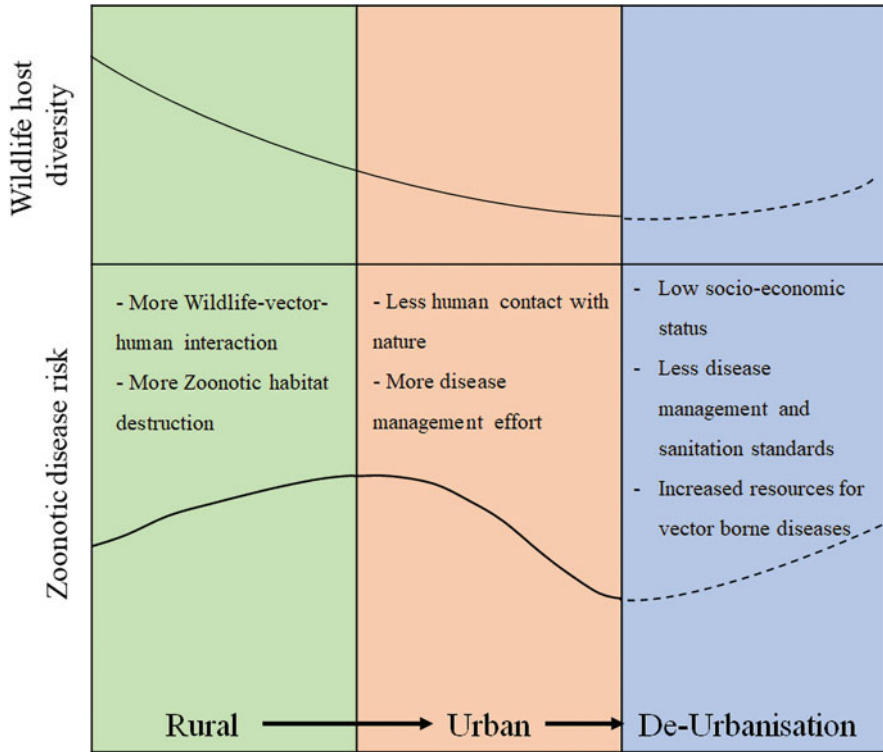 Wildlife host
diversity
- More Wildlife-vector-
human interaction
- More Zoonotic habitat
destruction
- Less human contact with
nature
- More disease
management effort
- Low socio-economic
status
- Less disease
management and
sanitation standards
- Increased resources for
vector borne diseases
Zoonotic disease risk
Rural
Urban
De-Urbanisation